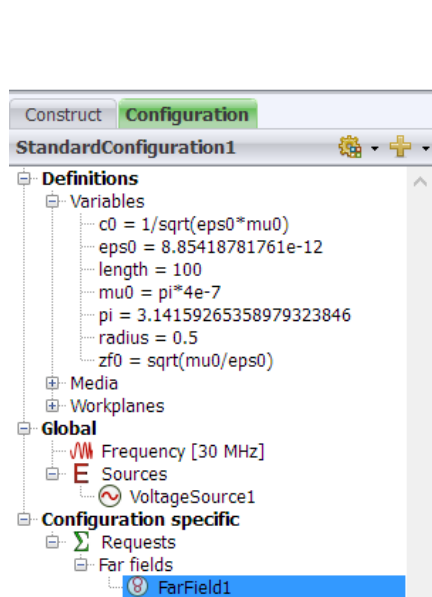 Construct Configuration
StandardConfiguration1
Definitions
Variables
c0 = 1/sqrt(eps0*mu0)
eps0 = 8.85418781761e-12
length = 100
mu0 = pi*4e-7
pi = 3.14159265358979323846
radius = 0.5
zf0 = sqrt(mu0/eps0)
Media
Workplanes
Global
Frequency [30 MHz]
E Sources
VoltageSource1
Configuration specific
Σ Requests
Far fields
FarField1